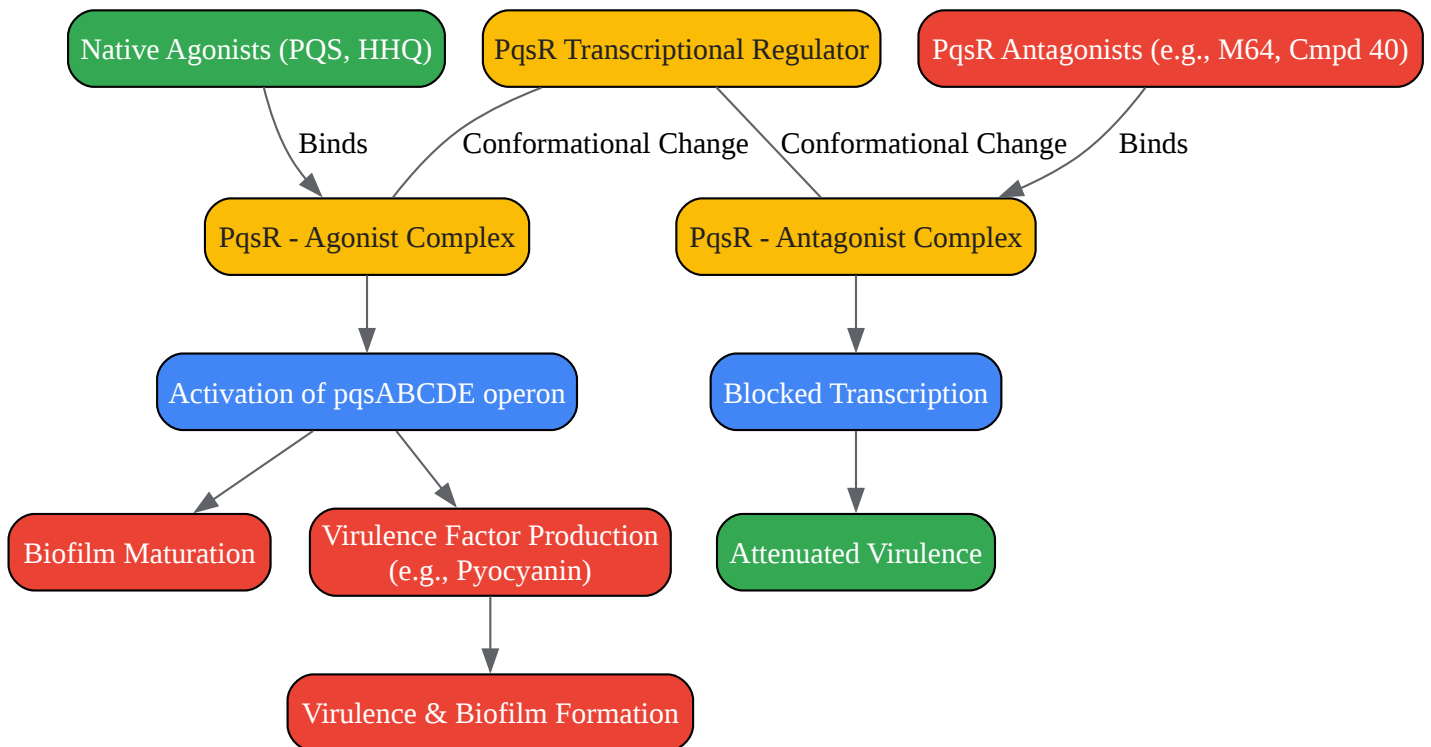 Native Agonists (PQS, HHQ)
PqsR Transcriptional Regulator
PqsR Antagonists (e.g., M64, Cmpd 40)
Binds
Conformational Change
Conformational Change
Binds
PqsR - Agonist Complex
PqsR - Antagonist Complex
Activation of pqsABCDE operon
Blocked Transcription
Biofilm Maturation
Virulence Factor Production
(e.g., Pyocyanin)
Attenuated Virulence
Virulence & Biofilm Formation